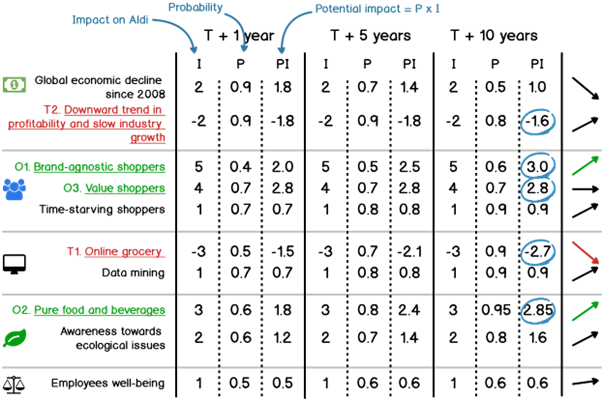 Impact on Aldi
Probability
Potential impact = P x I
T + 1 year T + 5 years T + 10 years
I P PI I P PI I P PI
Global economic decline
since 2008
2 0.9 1.8 2 0.7 1.4 2 0.5 1.0
T2. Downward trend in
profitability and slow industry
growth
-2 0.9 -1.8 -2 0.9 -1.8 -2 0.8 -1.6
O1. Brand-agnostic shoppers 5 0.4 2.0 5 0.5 2.5 5 0.6 3.0
O3. Value shoppers 4 0.7 2.8 4 0.7 2.8 4 0.7 2.8
Time-starving shoppers 1 0.7 0.7 1 0.8 0.8 1 0.9 0.9
T1. Online grocery -3 0.5 -1.5 -3 0.7 -2.1 -3 0.9 -2.7
Data mining 1 0.7 0.7 1 0.8 0.8 1 0.9 0.9
O2. Pure food and beverages 3 0.6 1.8 3 0.8 2.4 3 0.95 2.85
Awareness towards
ecological issues
2 0.6 1.2 2 0.7 1.4 2 0.8 1.6
Employees well-being 1 0.5 0.5 1 0.6 0.6 1 0.6 0.6